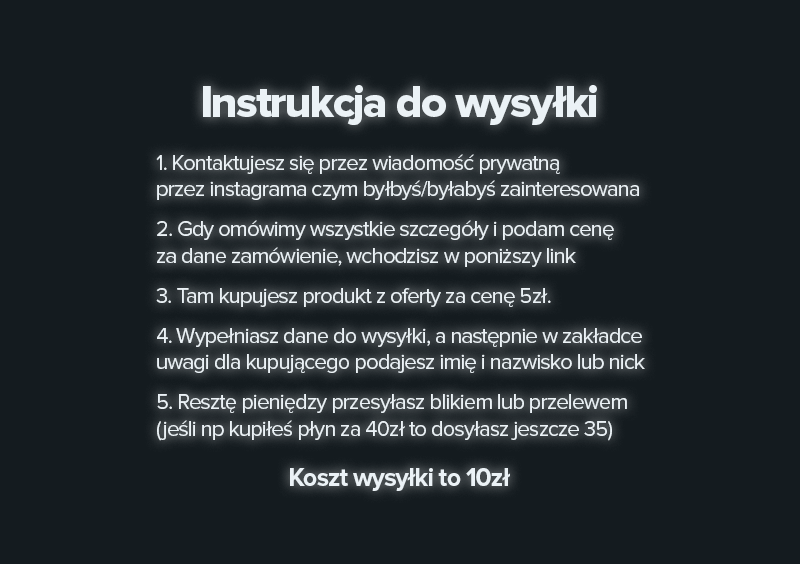 Instrukcja do wysyłki
1. Kontaktujesz się przez wiadomość prywatną
przez instagrama czym byłbyś/byłabyś zainteresowana
2. Gdy omówimy wszystkie szczegóły i podam cenę
za dane zamówienie, wchodzisz w poniższy link
3. Tam kupujesz produkt z oferty za cenę 5zł.
4. Wypełniasz dane do wysyłki, a następnie w zakładce
uwagi dla kupującego podajesz imię i nazwisko lub nick
5. Resztę pieniędzy przesyłasz blikiem lub przelewem
(jeśli np kupiłeś płyn za 40zł to dosyłasz jeszcze 35)
Koszt wysyłki to 10zł